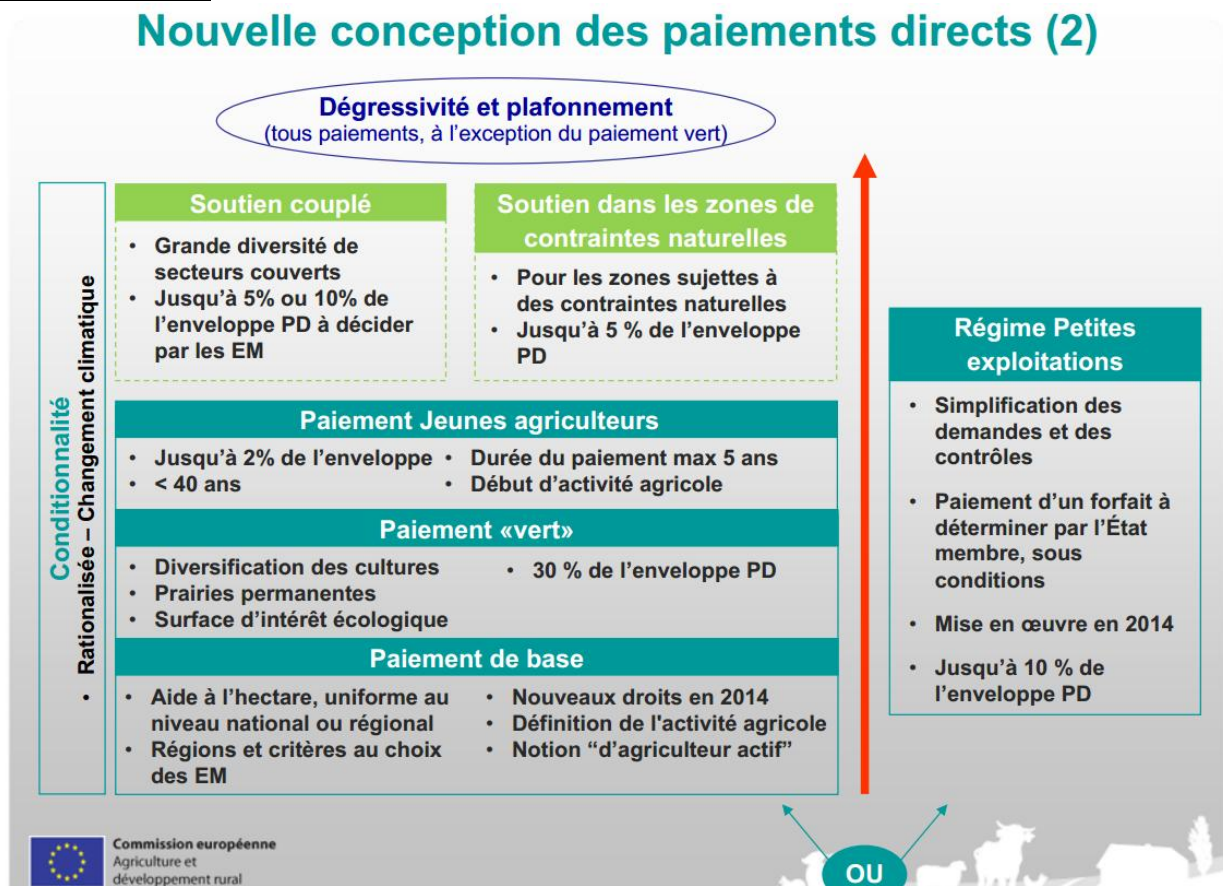 Nouvelle conception des paiements directs (2)
Dégressivité et plafonnement
(tous paiements, à l'exception du paiement vert)
Conditionnalité
• Rationalisée – Changement climatique
Soutien couplé
• Grande diversité de
secteurs couverts
• Jusqu'à 5% ou 10% de
l'enveloppe PD à décider
par les EM
Soutien dans les zones de
contraintes naturelles
• Pour les zones sujettes à
des contraintes naturelles
• Jusqu'à 5 % de l'enveloppe
PD
Paiement Jeunes agriculteurs
• Jusqu'à 2% de l'enveloppe
• < 40 ans
• Durée du paiement max 5 ans
• Début d'activité agricole
Paiement «vert»
• Diversification des cultures
• Prairies permanentes
• Surface d'intérêt écologique
• 30 % de l'enveloppe PD
Paiement de base
• Aide à l'hectare, uniforme au
niveau national ou régional
• Régions et critères au choix
des EM
• Nouveaux droits en 2014
• Définition de l'activité agricole
• Notion “d'agriculteur actif”
Régime Petites
exploitations
• Simplification des
demandes et des
contrôles
• Paiement d'un forfait à
déterminer par l'État
membre, sous
conditions
• Mise en œuvre en 2014
• Jusqu'à 10 % de
l'enveloppe PD
OU
Commission européenne
Agriculture et
développement rural